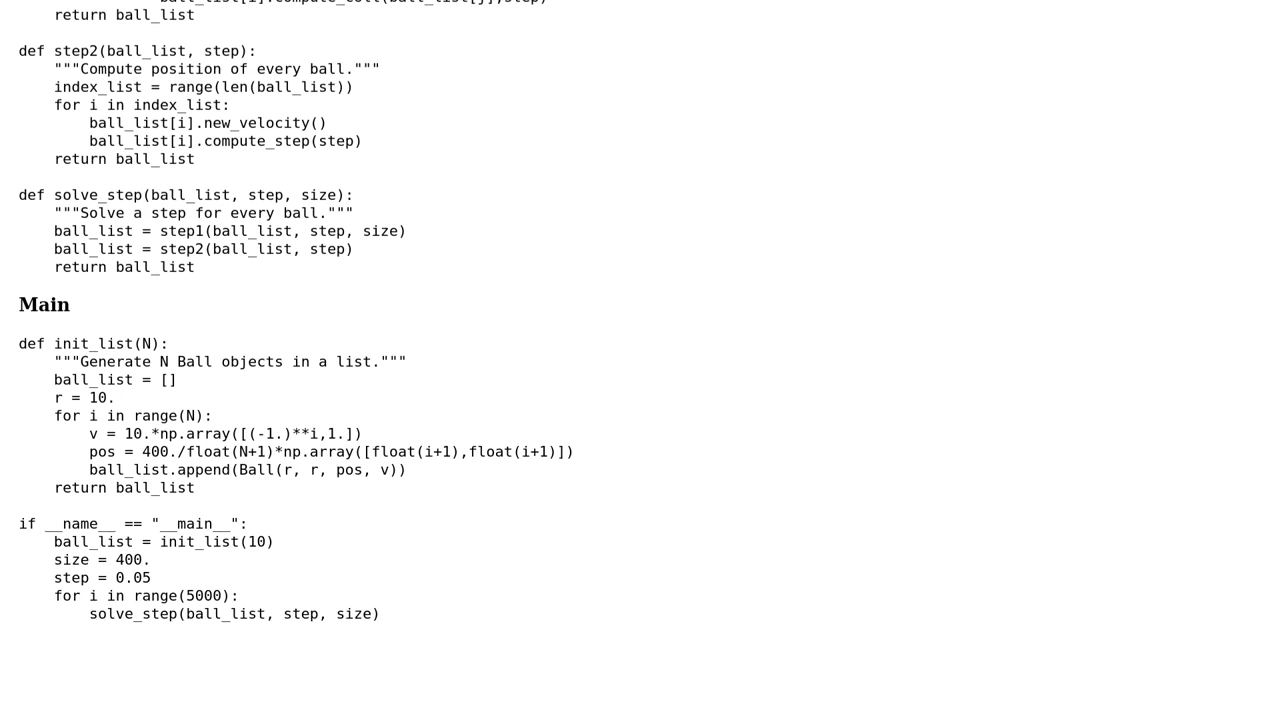 ball_list[i].compute_coll(ball_list[j],step)
    return ball_list

def step2(ball_list, step):
    """Compute position of every ball."""
    index_list = range(len(ball_list))
    for i in index_list:
        ball_list[i].new_velocity()
        ball_list[i].compute_step(step)
    return ball_list

def solve_step(ball_list, step, size):
    """Solve a step for every ball."""
    ball_list = step1(ball_list, step, size)
    ball_list = step2(ball_list, step)
    return ball_list

Main

def init_list(N):
    """Generate N Ball objects in a list."""
    ball_list = []
    r = 10.
    for i in range(N):
        v = 10.*np.array([(-1.)**i,1.])
        pos = 400./float(N+1)*np.array([float(i+1),float(i+1)])
        ball_list.append(Ball(r, r, pos, v))
    return ball_list

if __name__ == "__main__":
    ball_list = init_list(10)
    size = 400.
    step = 0.05
    for i in range(5000):
        solve_step(ball_list, step, size)